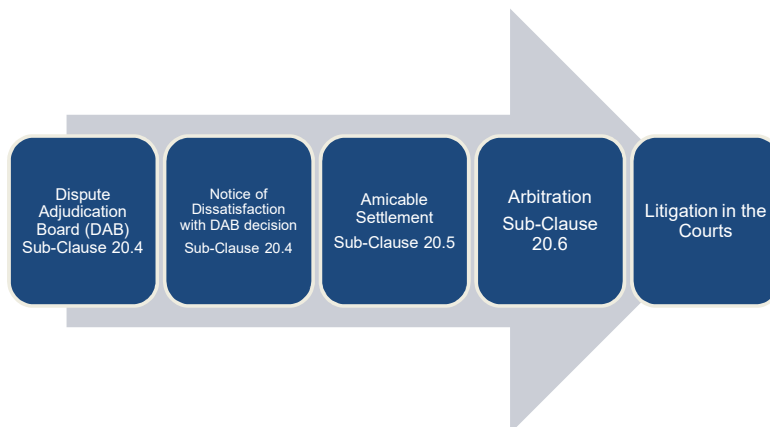 Dispute
Adjudication
Board (DAB)
Sub-Clause 20.4
Notice of
Dissatisfaction
with DAB decision
Sub-Clause 20.4
Amicable
Settlement
Sub-Clause 20.5
Arbitration
Sub-Clause
20.6
Litigation in the
Courts